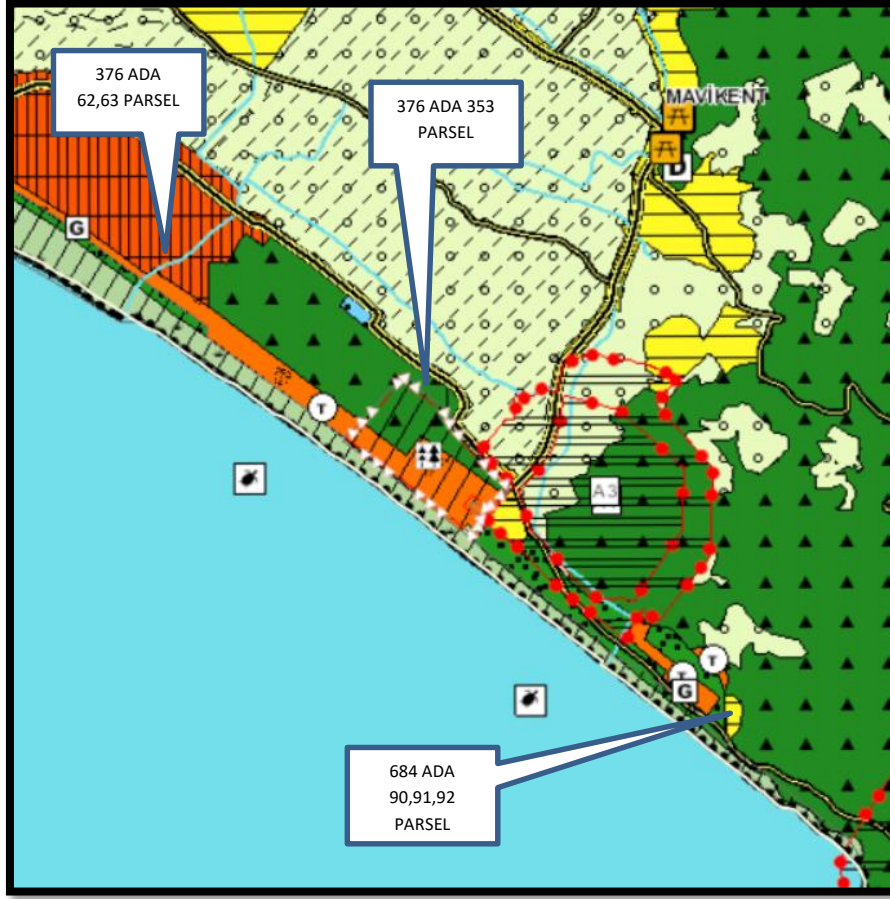 376 ADA
62,63 PARSEL
376 ADA 353
PARSEL
MAVİKENT
D
G
T
A3
T
T
G
684 ADA
90,91,92
PARSEL